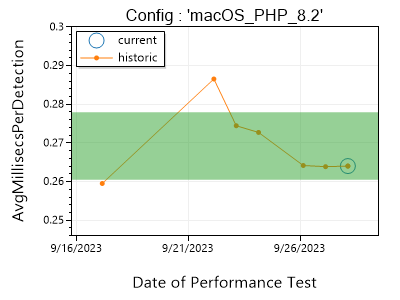 Config : 'macOS_PHP_8.2'
current
historic
0.3
0.29
0.28
0.27
0.26
0.25
AvgMillisecsPerDetection
9/16/2023 9/21/2023 9/26/2023
Date of Performance Test